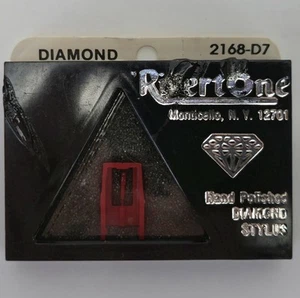 DIAMOND 2168-D7
Rivertone
Monticello, N. Y. 12701
Hand Polished
DIAMOND
STYLUS